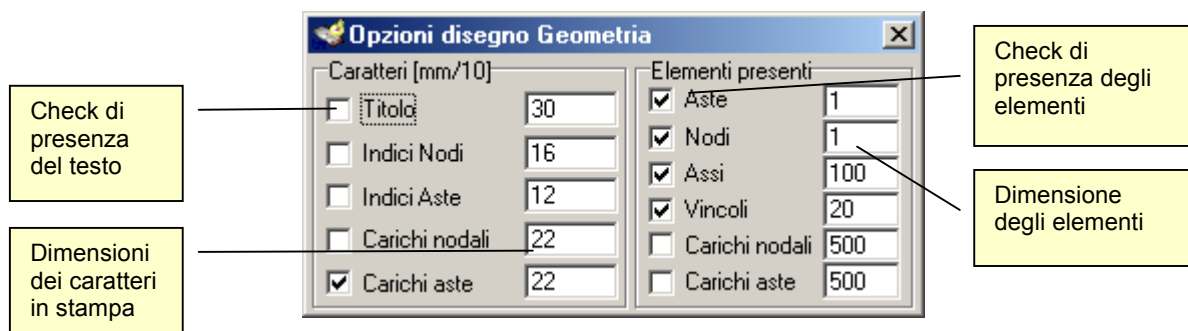 Opzioni disegno Geometria
Caratteri [mm/10]
Titolo 30
Indici Nodi 16
Indici Aste 12
Carichi nodali 22
Carichi aste 22
Elementi presenti
Aste 1
Nodi 1
Assi 100
Vincoli 20
Carichi nodali 500
Carichi aste 500
Check di
presenza
del testo
Dimensioni
dei caratteri
in stampa
Check di
presenza degli
elementi
Dimensione
degli elementi